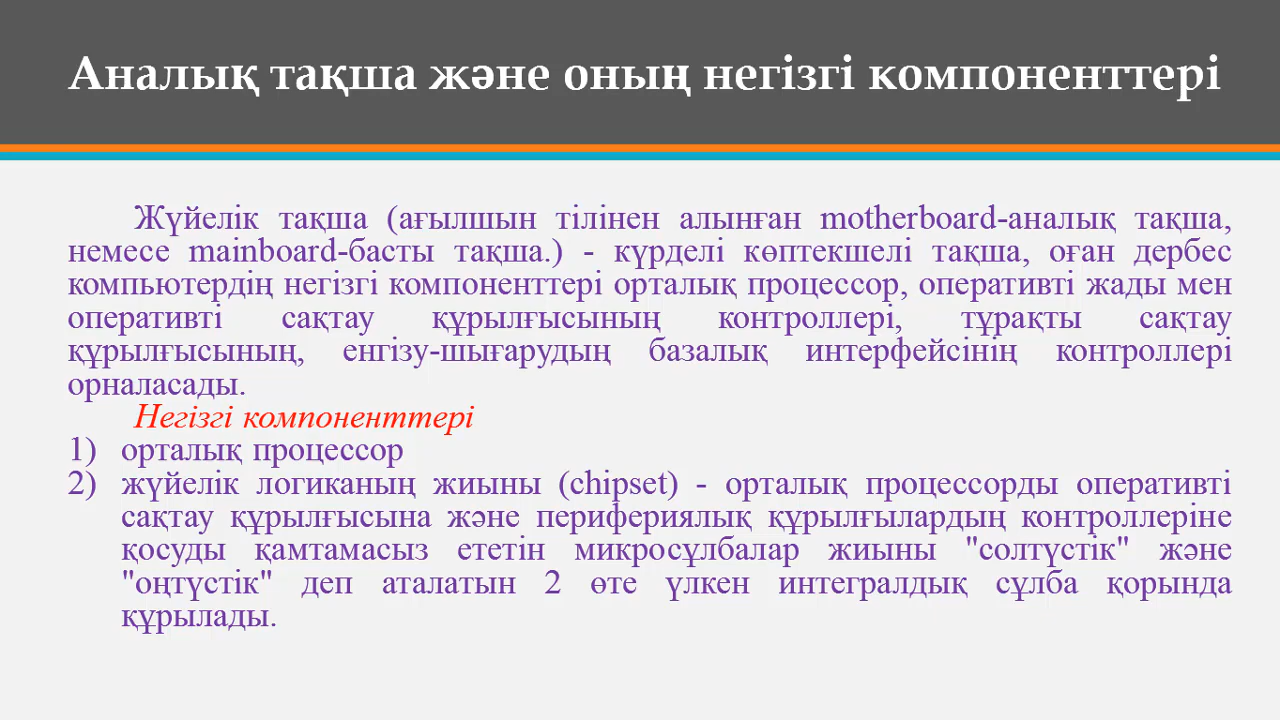 Аналық тақша және оның негізгі компоненттері
Жүйелік тақша (ағылшын тілінен алынған motherboard-аналық тақша,
немесе mainboard-басты тақша.) - күрделі көптекшелі тақша, оған дербес
компьютердің негізгі компоненттері орталық процессор, оперативті жады мен
оперативті сақтау құрылғысының контроллері, тұрақты сақтау
құрылғысының, енгізу-шығарудың базалық интерфейсінің контроллері
орналасады.
Негізгі компоненттері
1) орталық процессор
2) жүйелік логиканың жиыны (chipset) - орталық процессорды оперативті
сақтау құрылғысына және перифериялық құрылғылардың контроллеріне
қосуды қамтамасыз ететін микросұлбалар жиыны "солтүстік" және
"оңтүстік" деп аталатын 2 өте үлкен интегралдық сұлба қорында
құрылады.